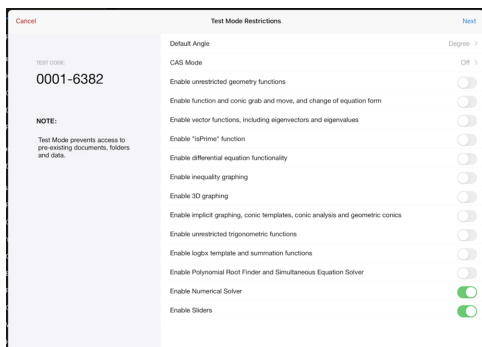 Cancel
Test Mode Restrictions
Next
TEST CODE:
0001-6382
NOTE:
Test Mode prevents access to
pre-existing documents, folders
and data.
Default Angle
Degree >
CAS Mode
Off >
Enable unrestricted geometry functions
Enable function and conic grab and move, and change of equation form
Enable vector functions, including eigenvectors and eigenvalues
Enable "isPrime" function
Enable differential equation functionality
Enable inequality graphing
Enable 3D graphing
Enable implicit graphing, conic templates, conic analysis and geometric conics
Enable unrestricted trigonometric functions
Enable logbx template and summation functions
Enable Polynomial Root Finder and Simultaneous Equation Solver
Enable Numerical Solver
Enable Sliders